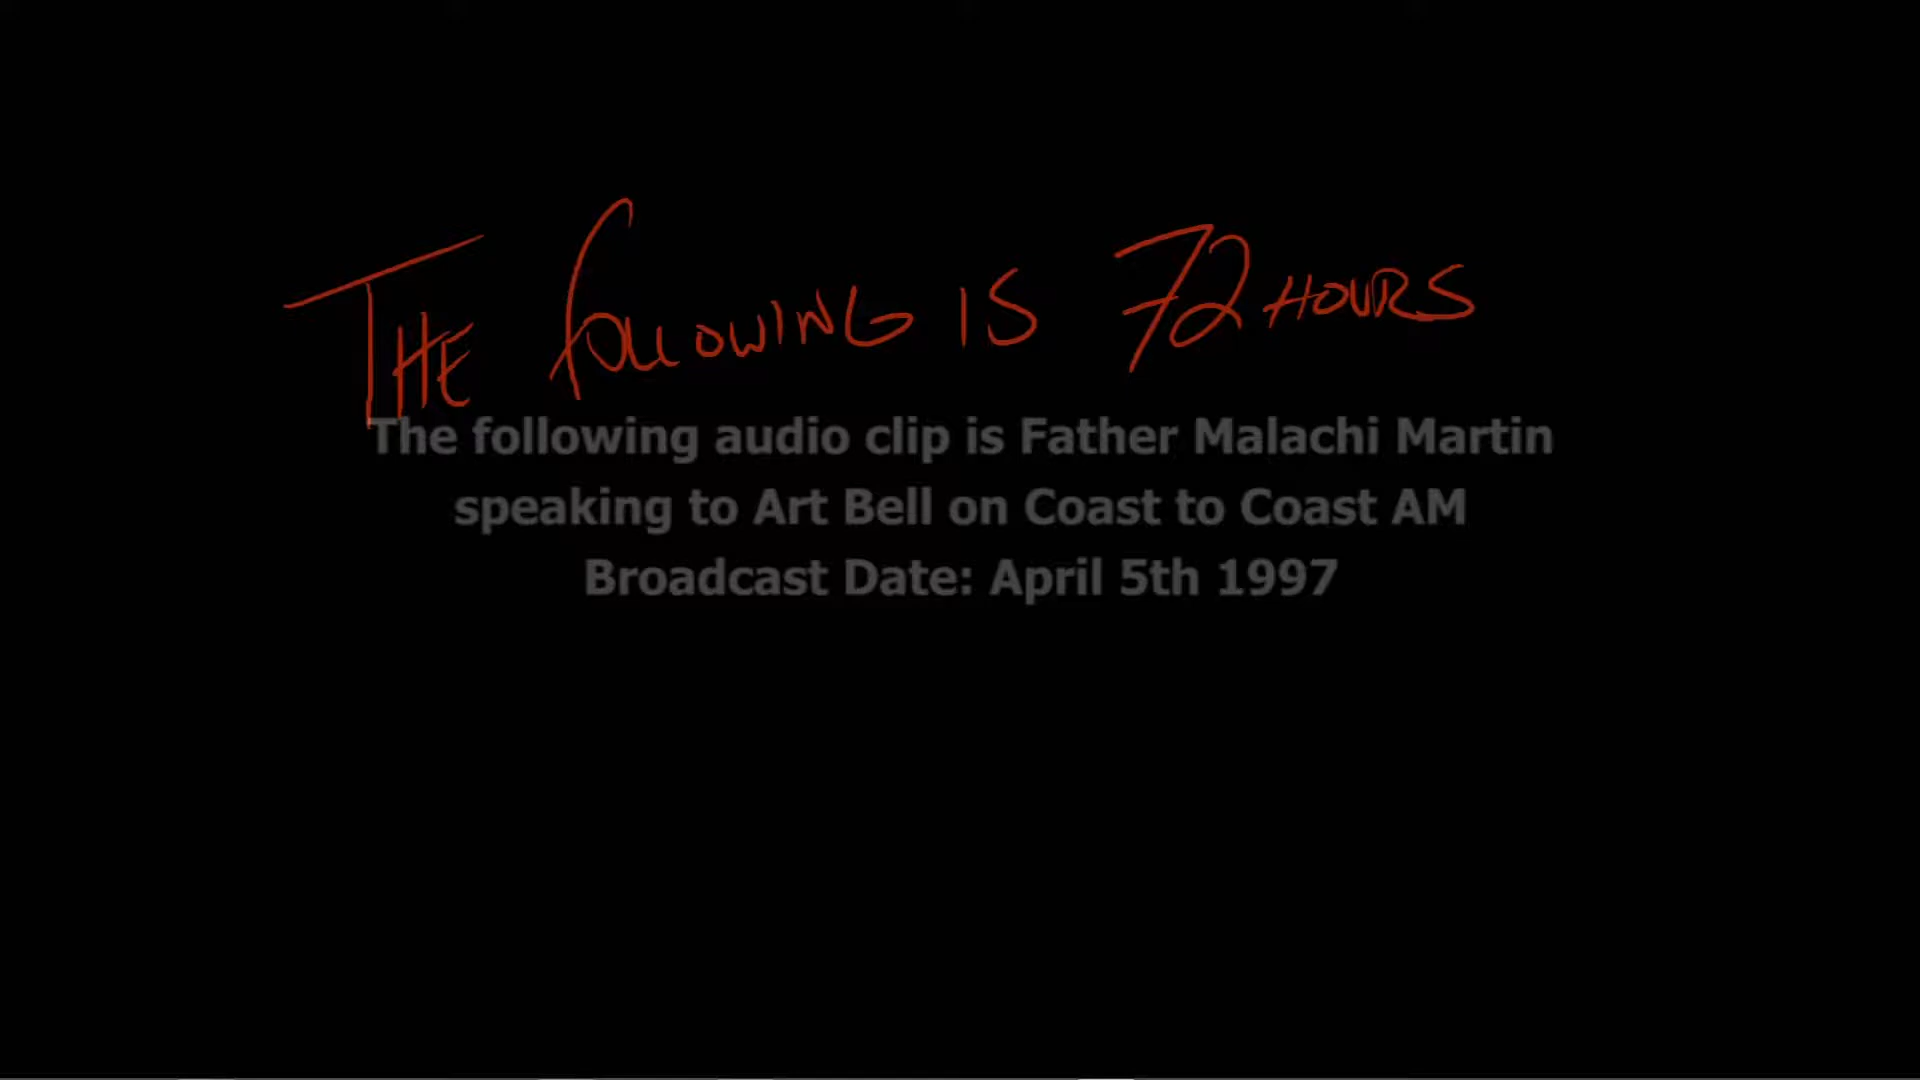 THE following IS 72 HOURS
The following audio clip is Father Malachi Martin
speaking to Art Bell on Coast to Coast AM
Broadcast Date: April 5th 1997